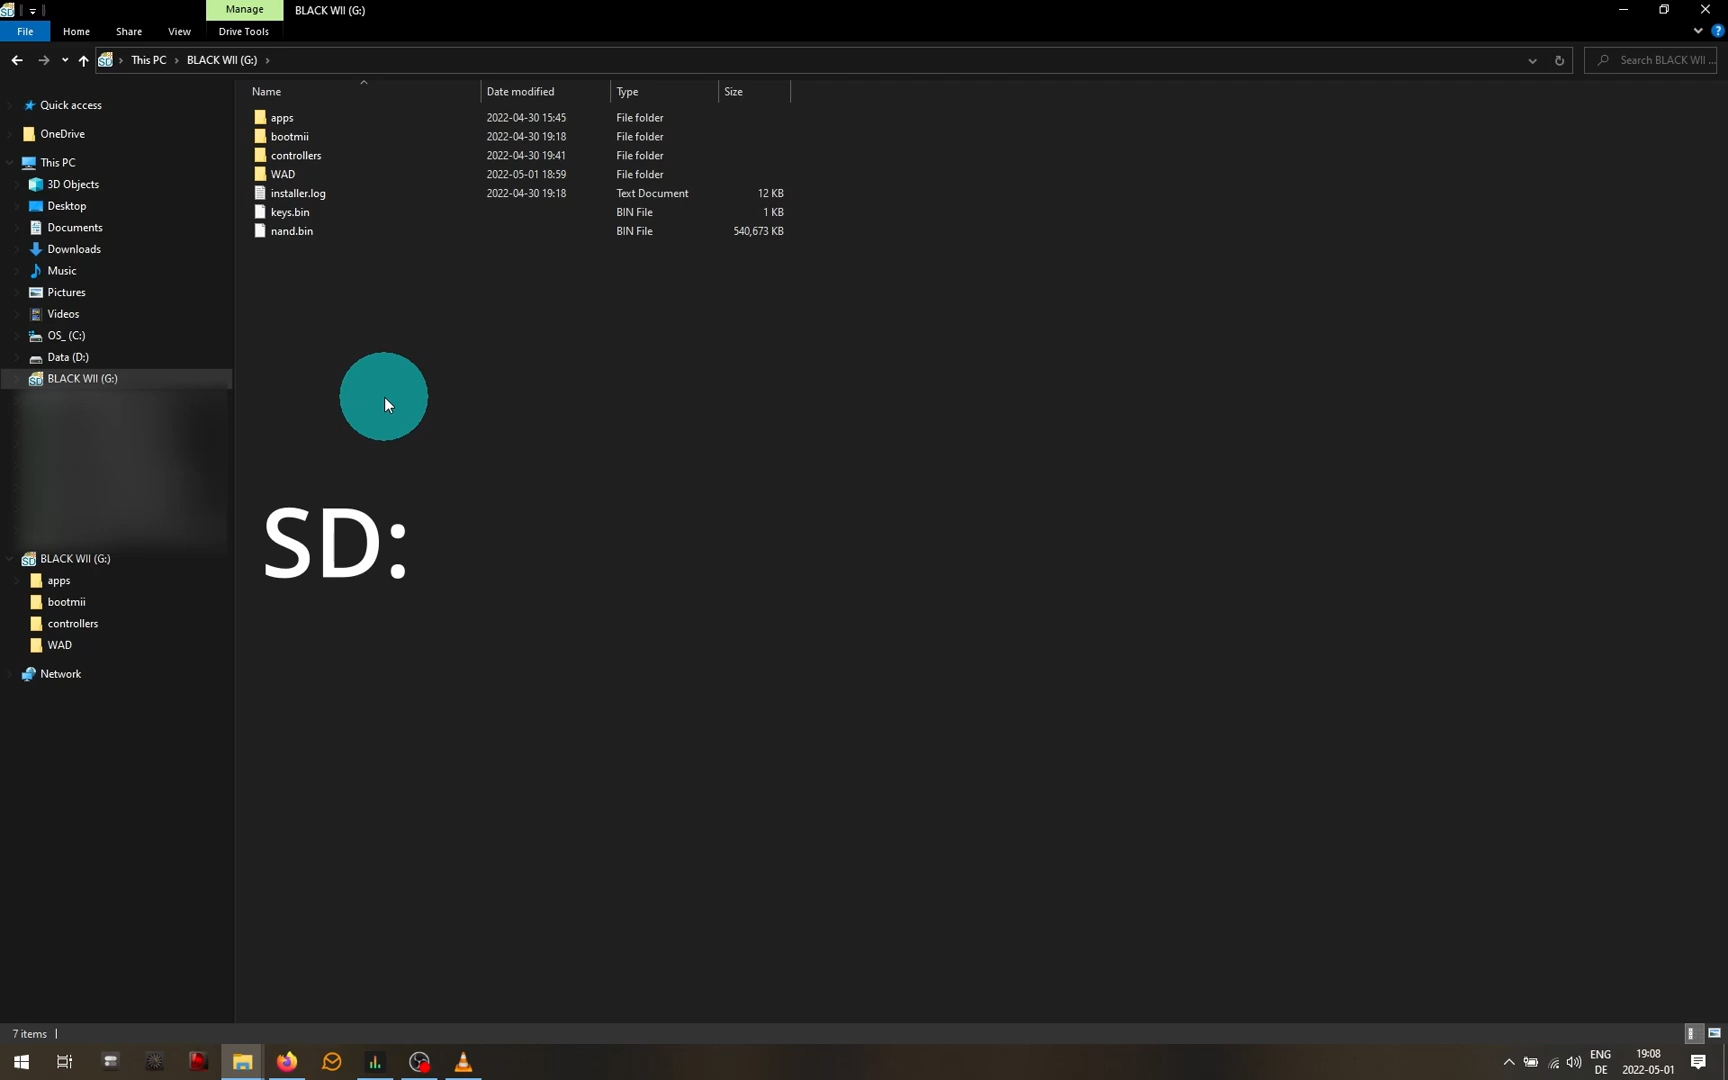 Manage BLACK WII (G:)
File Home Share View Drive Tools
SD This PC BLACK WII (G:) Search BLACK WII ...
Name Date modified Type Size
apps 2022-04-30 15:45 File folder
bootmii 2022-04-30 19:18 File folder
controllers 2022-04-30 19:41 File folder
WAD 2022-05-01 18:59 File folder
installer.log 2022-04-30 19:18 Text Document 12 KB
keys.bin BIN File 1 KB
nand.bin BIN File 540,673 KB
Quick access
OneDrive
This PC
3D Objects
Desktop
Documents
Downloads
Music
Pictures
Videos
OS_ (C:)
Data (D:)
BLACK WII (G:)
BLACK WII (G:)
apps
bootmii
controllers
WAD
Network
SD:
7 items
ENG 19:08
DE 2022-05-01